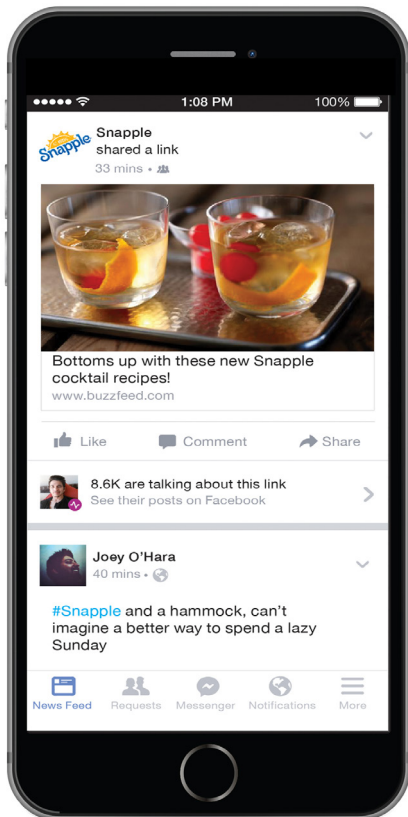 1:08 PM
100%
Snapple
Snapple
shared a link
33 mins
Bottoms up with these new Snapple
cocktail recipes!
www.buzzfeed.com
Like
Comment
Share
8.6K are talking about this link
See their posts on Facebook
Joey O'Hara
40 mins
#Snapple and a hammock, can't
imagine a better way to spend a lazy
Sunday
News Feed
Requests
Messenger
Notifications
More